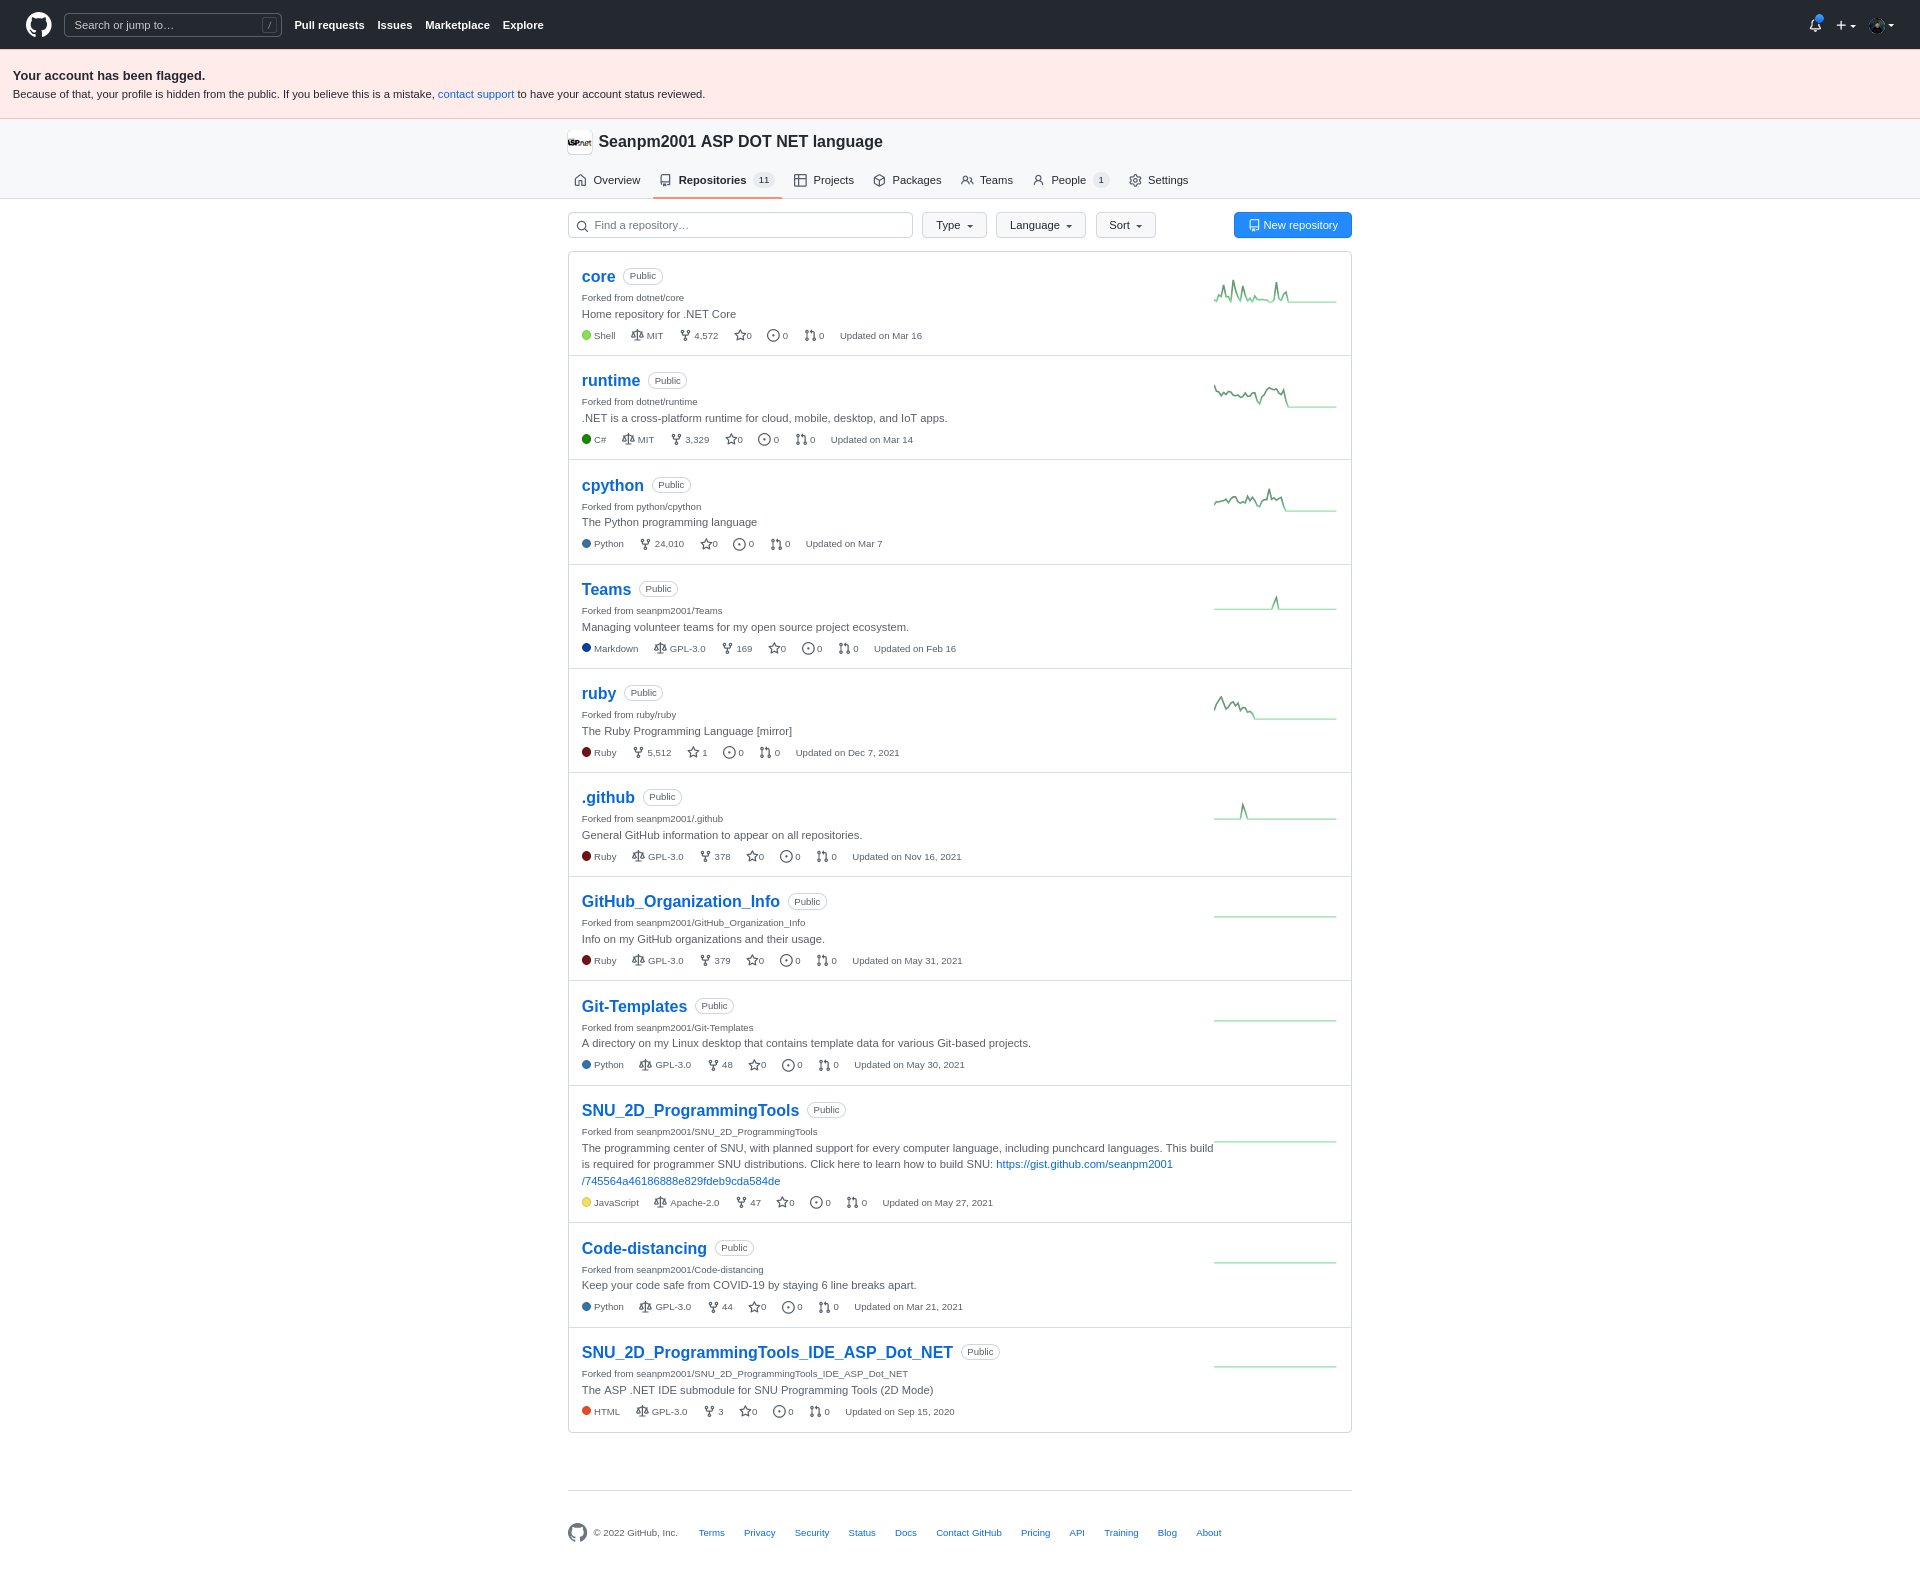 Search or jump to… /
Pull requests Issues Marketplace Explore
Your account has been flagged.
Because of that, your profile is hidden from the public. If you believe this is a mistake, contact support to have your account status reviewed.
ASP.net
Seanpm2001 ASP DOT NET language
Overview Repositories 11 Projects Packages Teams People 1 Settings
Find a repository… Type Language Sort New repository
core Public
Forked from dotnet/core
Home repository for .NET Core
Shell MIT 4,572 0 0 0 Updated on Mar 16
runtime Public
Forked from dotnet/runtime
.NET is a cross-platform runtime for cloud, mobile, desktop, and IoT apps.
C# MIT 3,329 0 0 0 Updated on Mar 14
cpython Public
Forked from python/cpython
The Python programming language
Python 24,010 0 0 0 Updated on Mar 7
Teams Public
Forked from seanpm2001/Teams
Managing volunteer teams for my open source project ecosystem.
Markdown GPL-3.0 169 0 0 0 Updated on Feb 16
ruby Public
Forked from ruby/ruby
The Ruby Programming Language [mirror]
Ruby 5,512 1 0 0 Updated on Dec 7, 2021
.github Public
Forked from seanpm2001/.github
General GitHub information to appear on all repositories.
Ruby GPL-3.0 378 0 0 0 Updated on Nov 16, 2021
GitHub_Organization_Info Public
Forked from seanpm2001/GitHub_Organization_Info
Info on my GitHub organizations and their usage.
Ruby GPL-3.0 379 0 0 0 Updated on May 31, 2021
Git-Templates Public
Forked from seanpm2001/Git-Templates
A directory on my Linux desktop that contains template data for various Git-based projects.
Python GPL-3.0 48 0 0 0 Updated on May 30, 2021
SNU_2D_ProgrammingTools Public
Forked from seanpm2001/SNU_2D_ProgrammingTools
The programming center of SNU, with planned support for every computer language, including punchcard languages. This build
is required for programmer SNU distributions. Click here to learn how to build SNU: https://gist.github.com/seanpm2001
/745564a46186888e829fdeb9cda584de
JavaScript Apache-2.0 47 0 0 0 Updated on May 27, 2021
Code-distancing Public
Forked from seanpm2001/Code-distancing
Keep your code safe from COVID-19 by staying 6 line breaks apart.
Python GPL-3.0 44 0 0 0 Updated on Mar 21, 2021
SNU_2D_ProgrammingTools_IDE_ASP_Dot_NET Public
Forked from seanpm2001/SNU_2D_ProgrammingTools_IDE_ASP_Dot_NET
The ASP .NET IDE submodule for SNU Programming Tools (2D Mode)
HTML GPL-3.0 3 0 0 0 Updated on Sep 15, 2020
© 2022 GitHub, Inc. Terms Privacy Security Status Docs Contact GitHub Pricing API Training Blog About